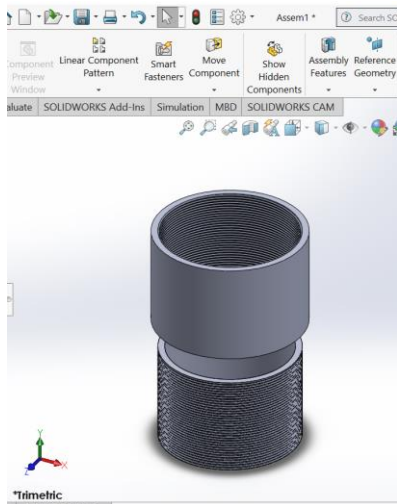 Assem1 *
Search SO
Component Preview Window
Linear Component Pattern
Smart Fasteners
Move Component
Show Hidden Components
Assembly Features
Reference Geometry
aluate
SOLIDWORKS Add-Ins
Simulation
MBD
SOLIDWORKS CAM
Y
X
Z
*Trimetric